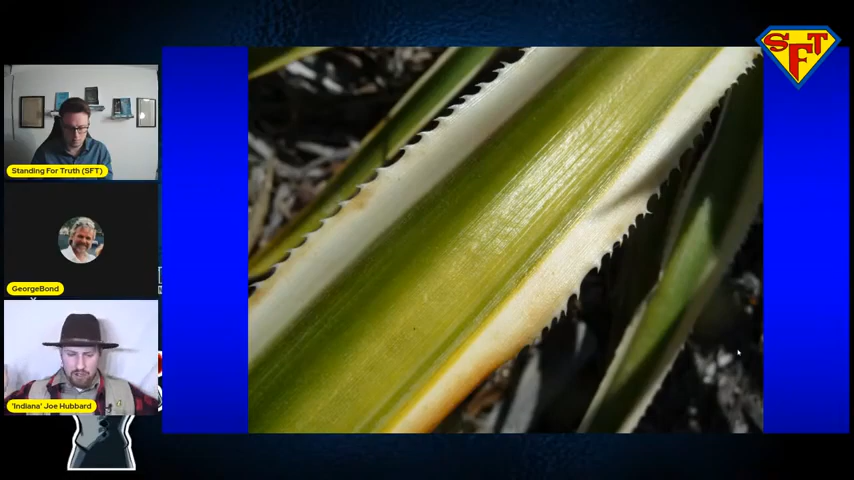 SFT
Standing For Truth (SFT)
GeorgeBond
'Indiana' Joe Hubbard